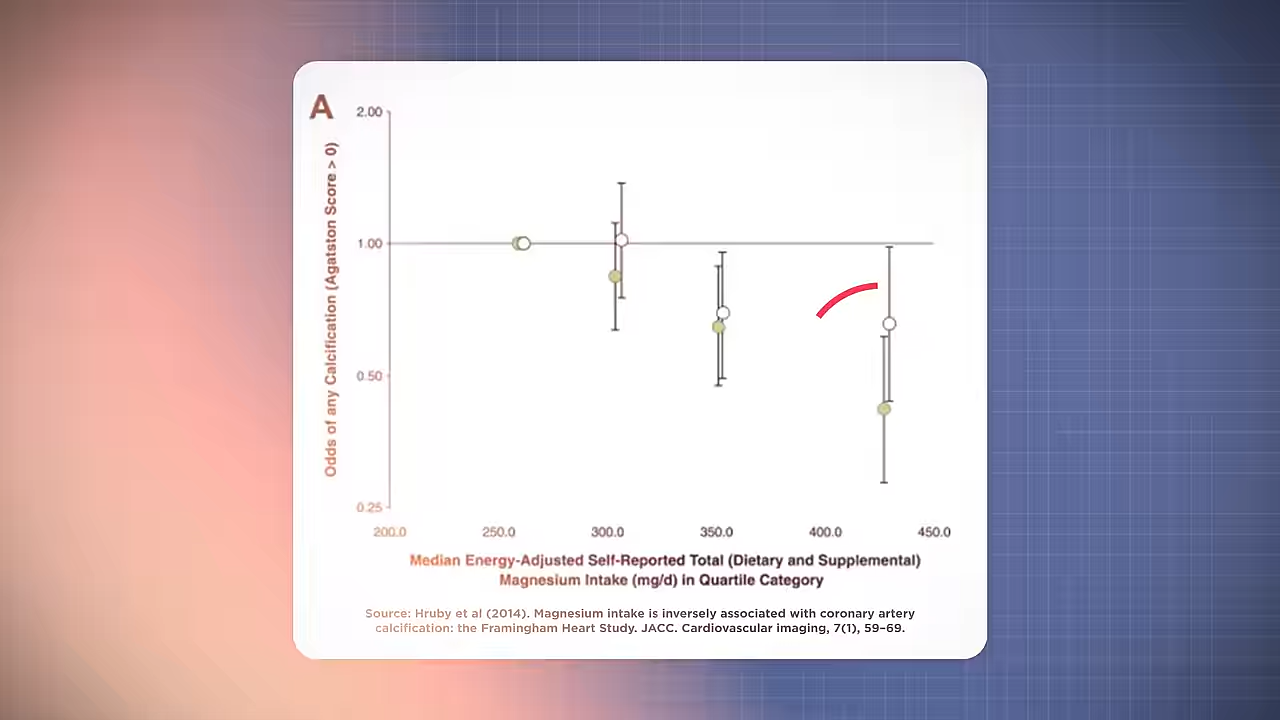 A
2.00
1.00
0.50
0.25
Odds of any Calcification (Agatston Score > 0)
200.0 250.0 300.0 350.0 400.0 450.0
Median Energy-Adjusted Self-Reported Total (Dietary and Supplemental)
Magnesium Intake (mg/d) in Quartile Category
Source: Hruby et al (2014). Magnesium intake is inversely associated with coronary artery
calcification: the Framingham Heart Study. JACC. Cardiovascular imaging, 7(1), 59–69.